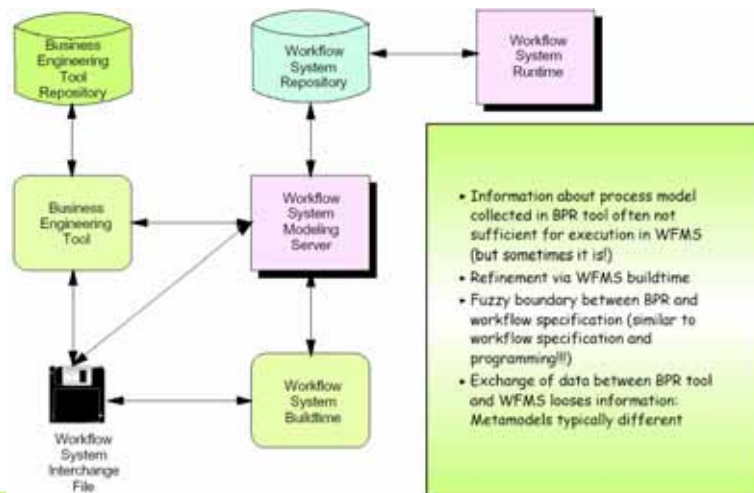 Business
Engineering
Tool
Repository
Workflow
System
Repository
Workflow
System
Runtime
Business
Engineering
Tool
Workflow
System
Modeling
Server
Workflow
System
Interchange
File
Workflow
System
Buildtime
▸ Information about process model
collected in BPR tool often not
sufficient for execution in WFMS
(but sometimes it is!)
▸ Refinement via WFMS buildtime
▸ Fuzzy boundary between BPR and
workflow specification (similar to
workflow specification and
programming!!!)
▸ Exchange of data between BPR tool
and WFMS looses information:
Metamodels typically different